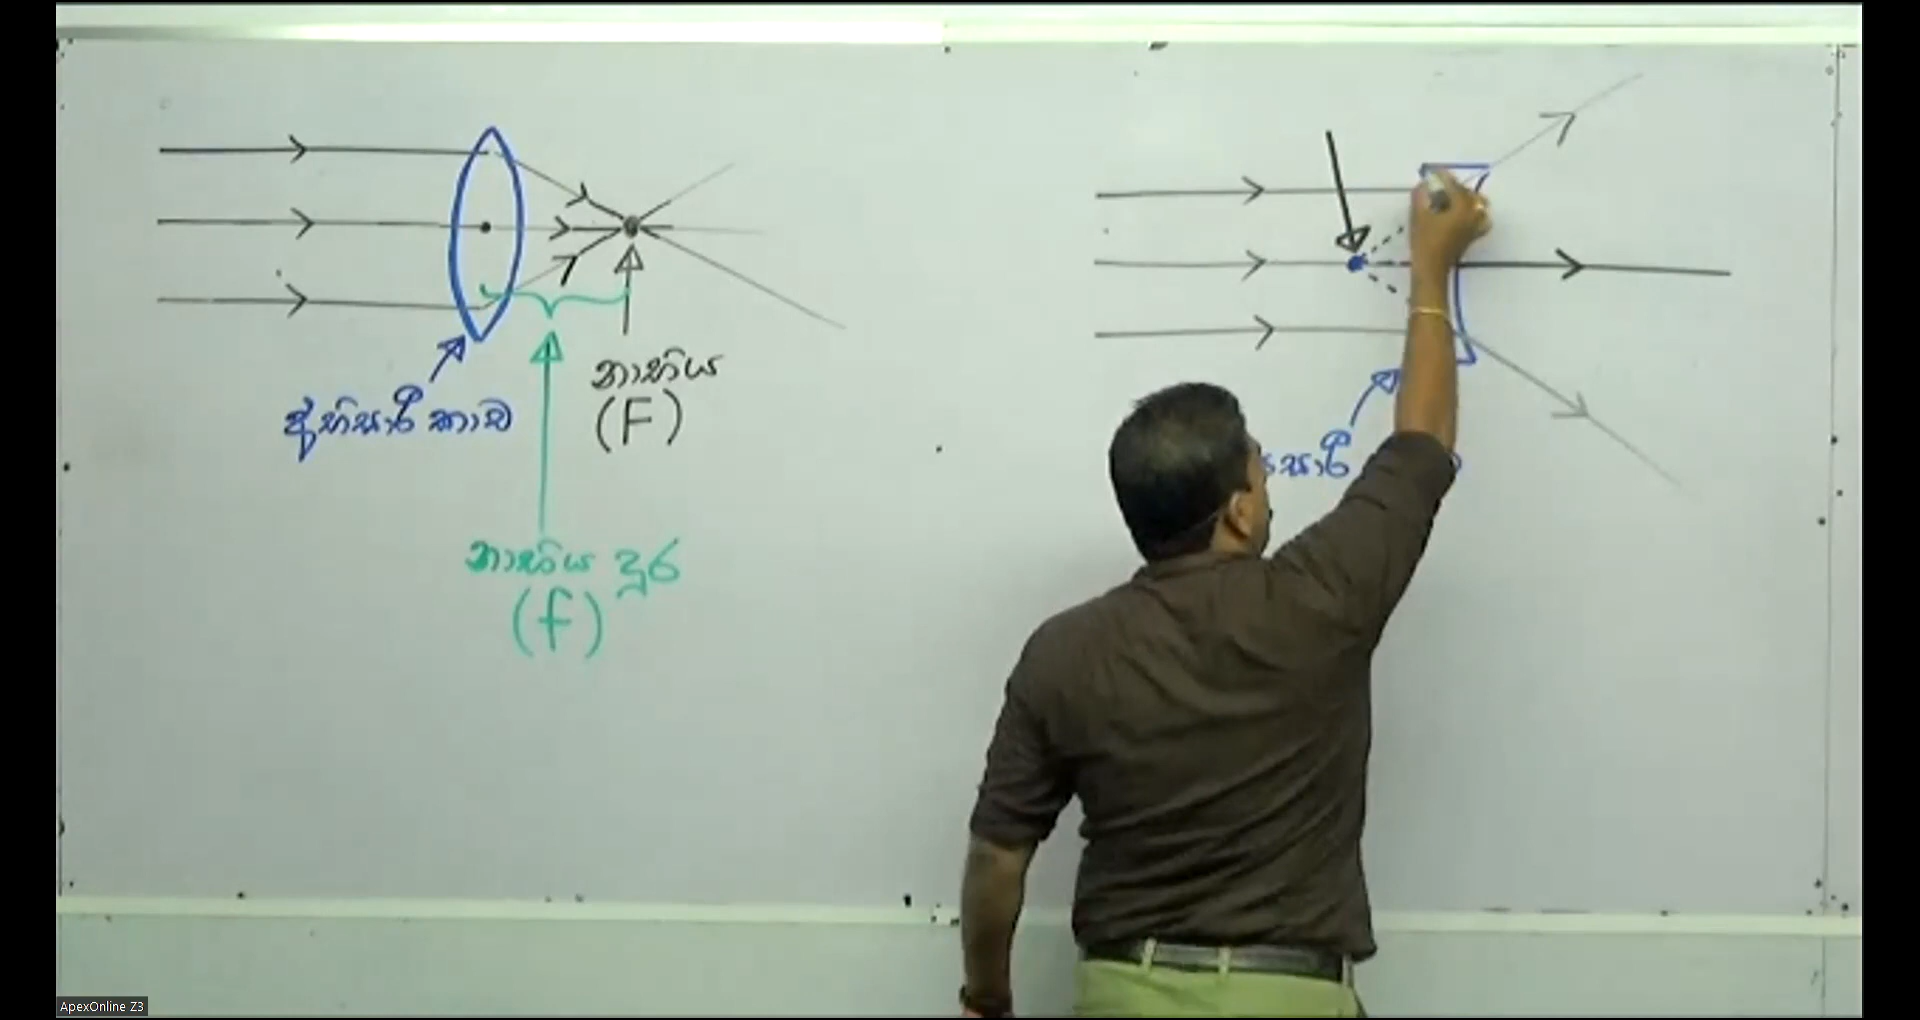 අභිසාරී කාච
නාභිය
(F)
නාභිය දුර
(f)
සාරී
ApexOnline Z3